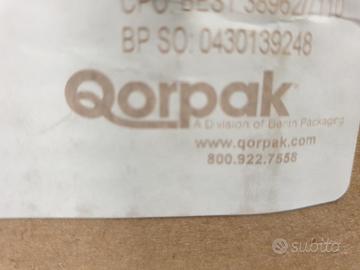 BP SO: 0430139248
Qorpak
A Division of Berlin Packaging
www.qorpak.com
800.922.7558
subito